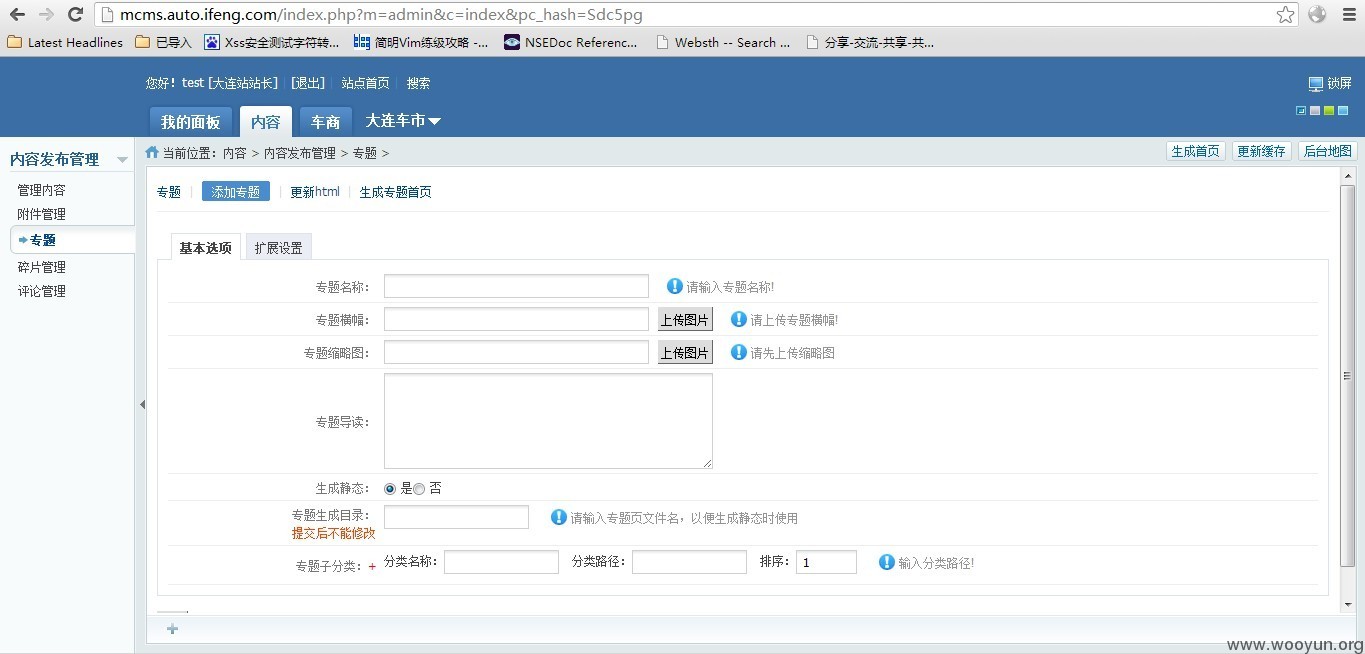 mcms.auto.ifeng.com/index.php?m=admin&c=index&pc_hash=Sdc5pg
Latest Headlines 已导入 Xss安全测试字符转... 简明Vim练级攻略 -... NSEDoc Referenc... Websth -- Search ... 分享-交流-共享-共...
您好！test [大连站站长] [退出] 站点首页 搜索 锁屏
我的面板 内容 车商 大连车市
内容发布管理
管理内容
附件管理
专题
碎片管理
评论管理
当前位置：内容 > 内容发布管理 > 专题 > 生成首页 更新缓存 后台地图
专题 添加专题 更新html 生成专题首页
基本选项 扩展设置
专题名称： 请输入专题名称!
专题横幅： 上传图片 请上传专题横幅!
专题缩略图： 上传图片 请先上传缩略图
专题导读：
生成静态： 是 否
专题生成目录： 请输入专题页文件名，以便生成静态时使用
提交后不能修改
专题子分类：+ 分类名称： 分类路径： 排序： 1 输入分类路径!
www.wooyun.org